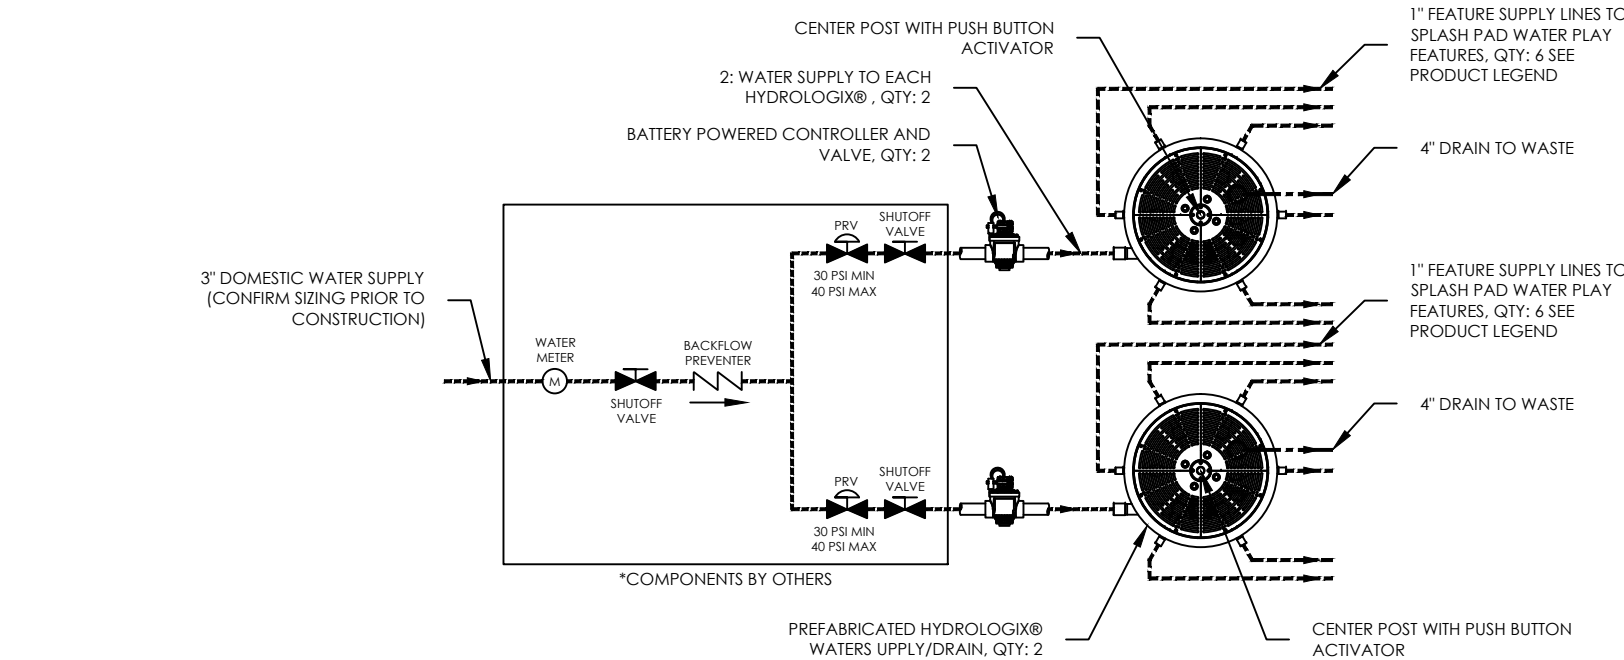 CENTER POST WITH PUSH BUTTON
ACTIVATOR
1" FEATURE SUPPLY LINES TO
SPLASH PAD WATER PLAY
FEATURES, QTY: 6 SEE
PRODUCT LEGEND
2: WATER SUPPLY TO EACH
HYDROLOGIX® , QTY: 2
BATTERY POWERED CONTROLLER AND
VALVE, QTY: 2
4" DRAIN TO WASTE
PRV
SHUTOFF
VALVE
30 PSI MIN
40 PSI MAX
3" DOMESTIC WATER SUPPLY
(CONFIRM SIZING PRIOR TO
CONSTRUCTION)
1" FEATURE SUPPLY LINES TO
SPLASH PAD WATER PLAY
FEATURES, QTY: 6 SEE
PRODUCT LEGEND
WATER
METER
M
SHUTOFF
VALVE
BACKFLOW
PREVENTER
4" DRAIN TO WASTE
PRV
SHUTOFF
VALVE
30 PSI MIN
40 PSI MAX
*COMPONENTS BY OTHERS
PREFABRICATED HYDROLOGIX®
WATERS UPPLY/DRAIN, QTY: 2
CENTER POST WITH PUSH BUTTON
ACTIVATOR